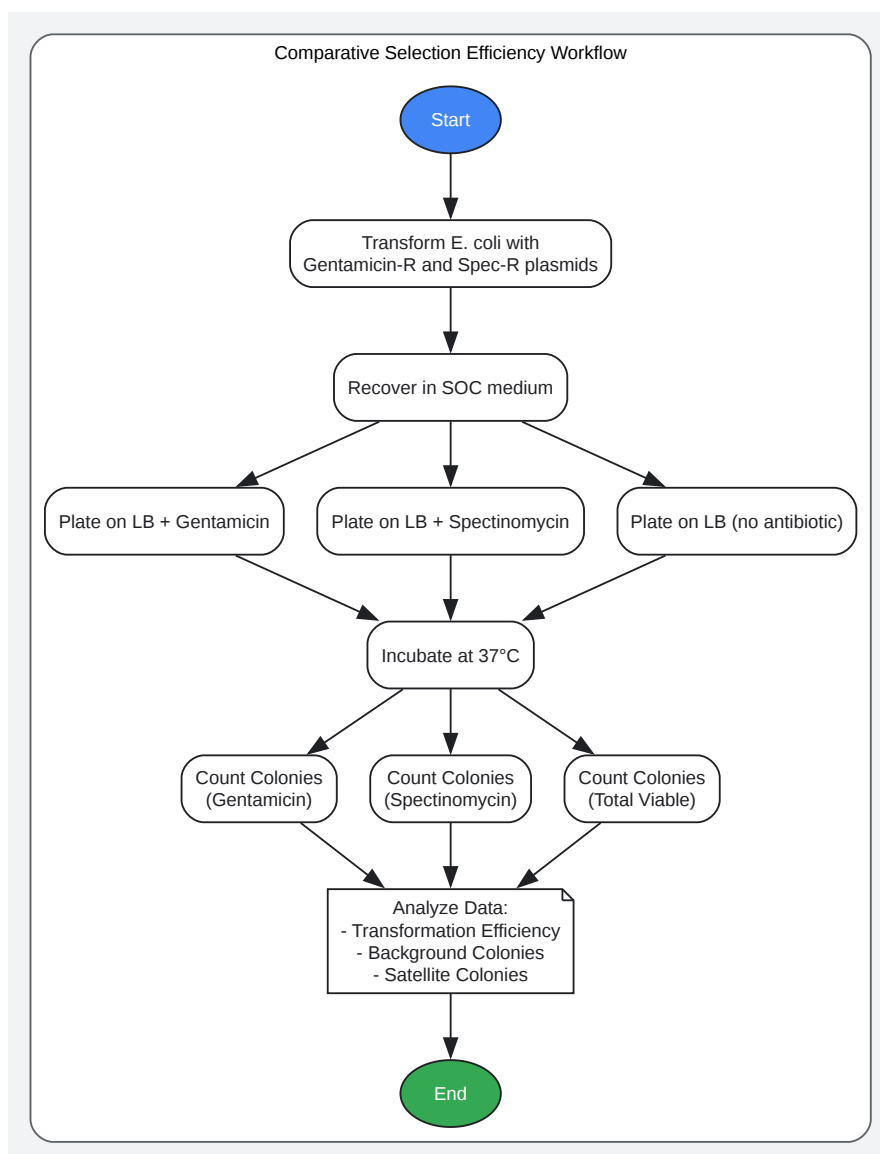 Comparative Selection Efficiency Workflow
Start
Transform E. coli with
Gentamicin-R and Spec-R plasmids
Recover in SOC medium
Plate on LB + Gentamicin
Plate on LB + Spectinomycin
Plate on LB (no antibiotic)
Incubate at 37°C
Count Colonies
(Gentamicin)
Count Colonies
(Spectinomycin)
Count Colonies
(Total Viable)
Analyze Data:
- Transformation Efficiency
- Background Colonies
- Satellite Colonies
End